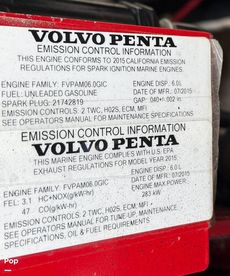 VOLVO PENTA
EMISSION CONTROL INFORMATION
THIS ENGINE CONFORMS TO 2015 CALIFORNIA EMISSION
REGULATIONS FOR SPARK IGNITION MARINE ENGINES.
ENGINE FAMILY: FVPAM06.0GIC ENGINE DISP: 6.0L
FUEL: UNLEADED GASOLINE DATE OF MFR: 07/2015
SPARK PLUG: 21742819 GAP: .040+/-.002 in.
EMISSION CONTROLS: 2 TWC, HO2S, ECM, MFI
SEE OPERATORS MANUAL FOR MAINTENANCE SPECIFICATIONS.
EMISSION CONTROL INFORMATION
VOLVO PENTA
THIS MARINE ENGINE COMPLIES WITH U.S. EPA
EXHAUST REGULATIONS FOR MODEL YEAR 2015
ENGINE FAMILY: FVPAM06.0GIC ENGINE DISP: 6.0L
FEL: 3.1 HC+NOX(g/kW-hr) DATE OF MFR: 07/2015
47 CO(g/kW-hr) ENGINE MAX POWER:
283 kW
EMISSION CONTROLS: 2 TWC, HO2S, ECM, MFI
SEE OPERATORS MANUAL FOR TUNE-UP, MAINTENANCE
SPECIFICATIONS, OIL & FUEL REQUIREMENTS
Pop